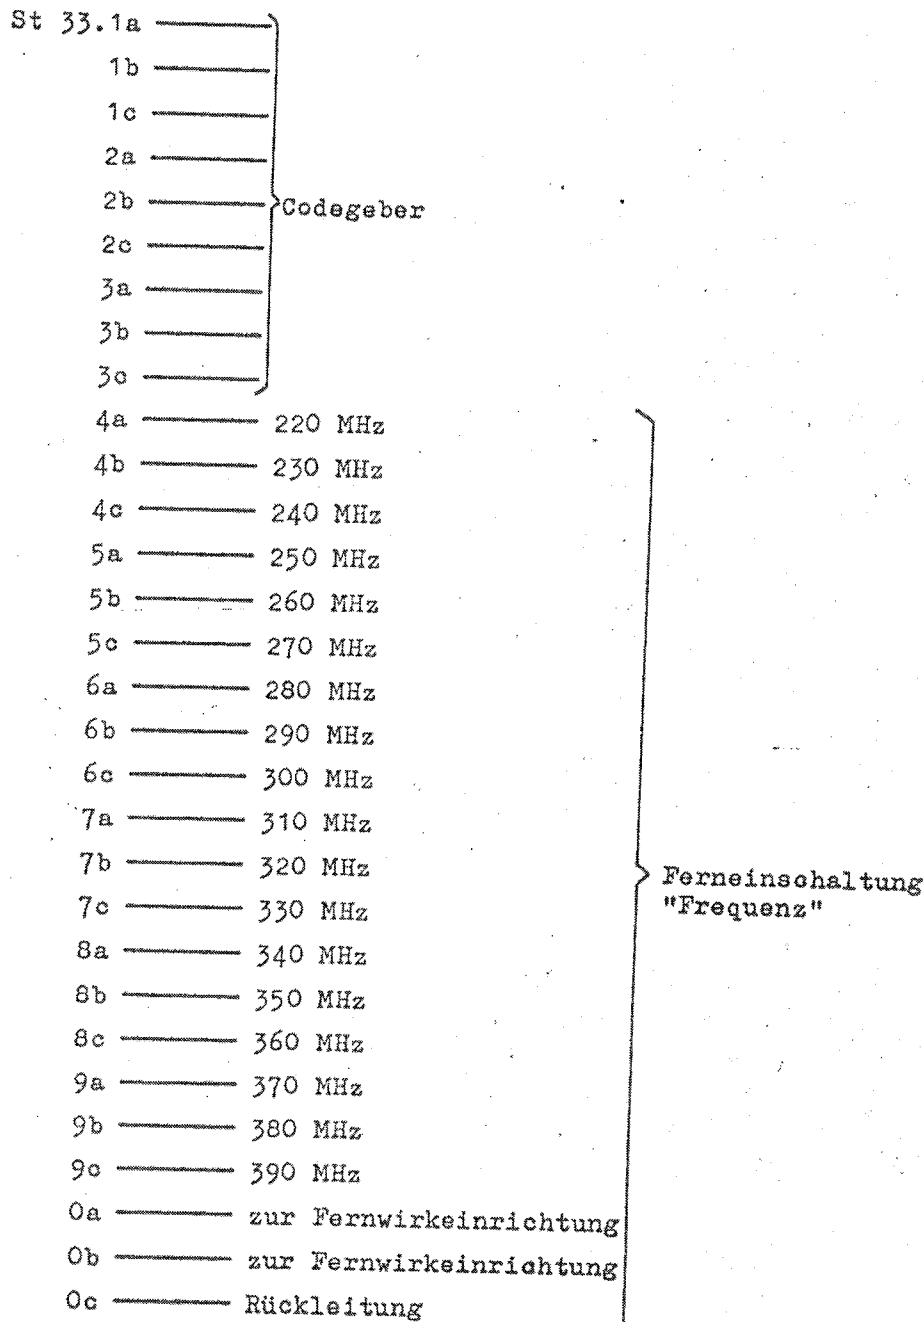 St 33.1a
1b
1c
2a
2b Codegeber
2c
3a
3b
3c
4a 220 MHz
4b 230 MHz
4c 240 MHz
5a 250 MHz
5b 260 MHz
5c 270 MHz
6a 280 MHz
6b 290 MHz
6c 300 MHz
7a 310 MHz
7b 320 MHz
Ferneinschaltung
7c 330 MHz
"Frequenz"
8a 340 MHz
8b 350 MHz
8c 360 MHz
9a 370 MHz
9b 380 MHz
9c 390 MHz
0a zur Fernwirkeinrichtung
0b zur Fernwirkeinrichtung
0c Rückleitung